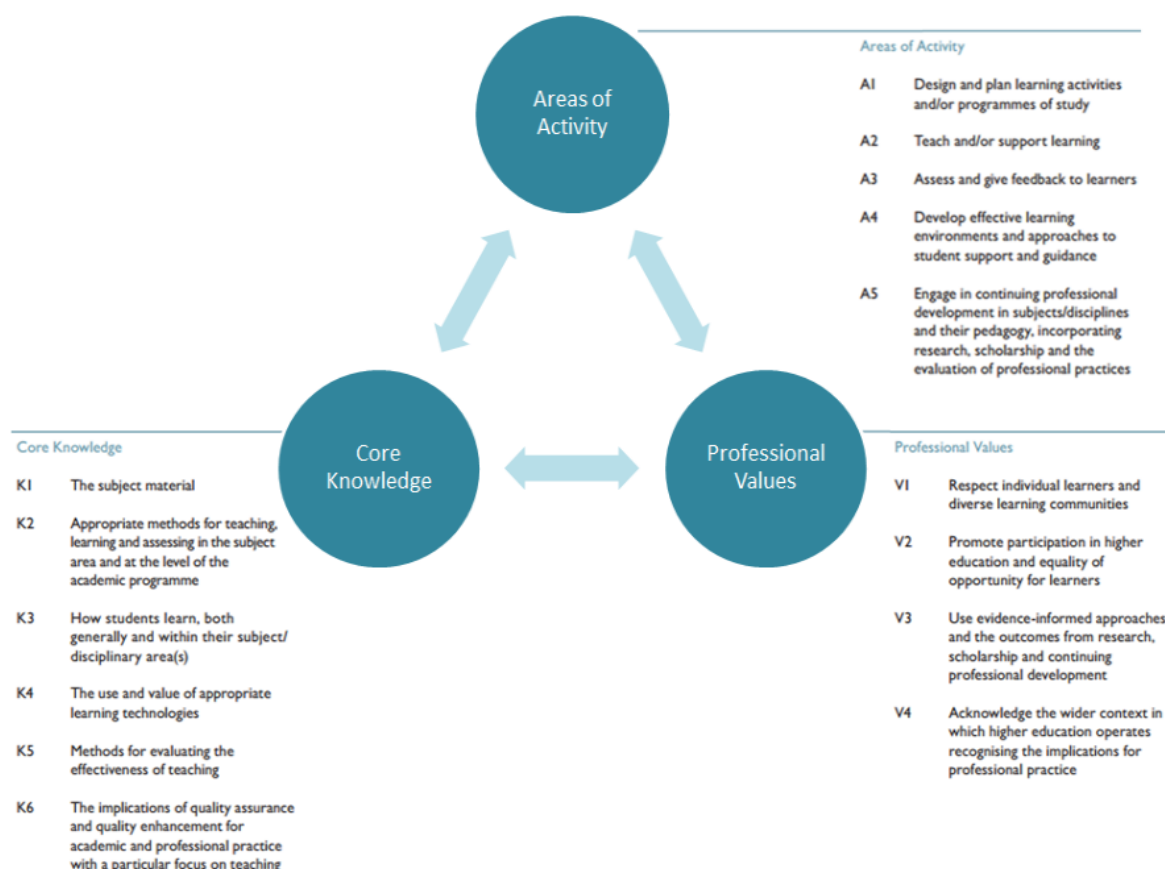 Areas of
Activity
Areas of Activity
A1 Design and plan learning activities
and/or programmes of study
A2 Teach and/or support learning
A3 Assess and give feedback to learners
A4 Develop effective learning
environments and approaches to
student support and guidance
A5 Engage in continuing professional
development in subjects/disciplines
and their pedagogy, incorporating
research, scholarship and the
evaluation of professional practices
Core
Knowledge
Core Knowledge
K1 The subject material
K2 Appropriate methods for teaching,
learning and assessing in the subject
area and at the level of the
academic programme
K3 How students learn, both
generally and within their subject/
disciplinary area(s)
K4 The use and value of appropriate
learning technologies
K5 Methods for evaluating the
effectiveness of teaching
K6 The implications of quality assurance
and quality enhancement for
academic and professional practice
with a particular focus on teaching
Professional
Values
Professional Values
V1 Respect individual learners and
diverse learning communities
V2 Promote participation in higher
education and equality of
opportunity for learners
V3 Use evidence-informed approaches
and the outcomes from research,
scholarship and continuing
professional development
V4 Acknowledge the wider context in
which higher education operates
recognising the implications for
professional practice